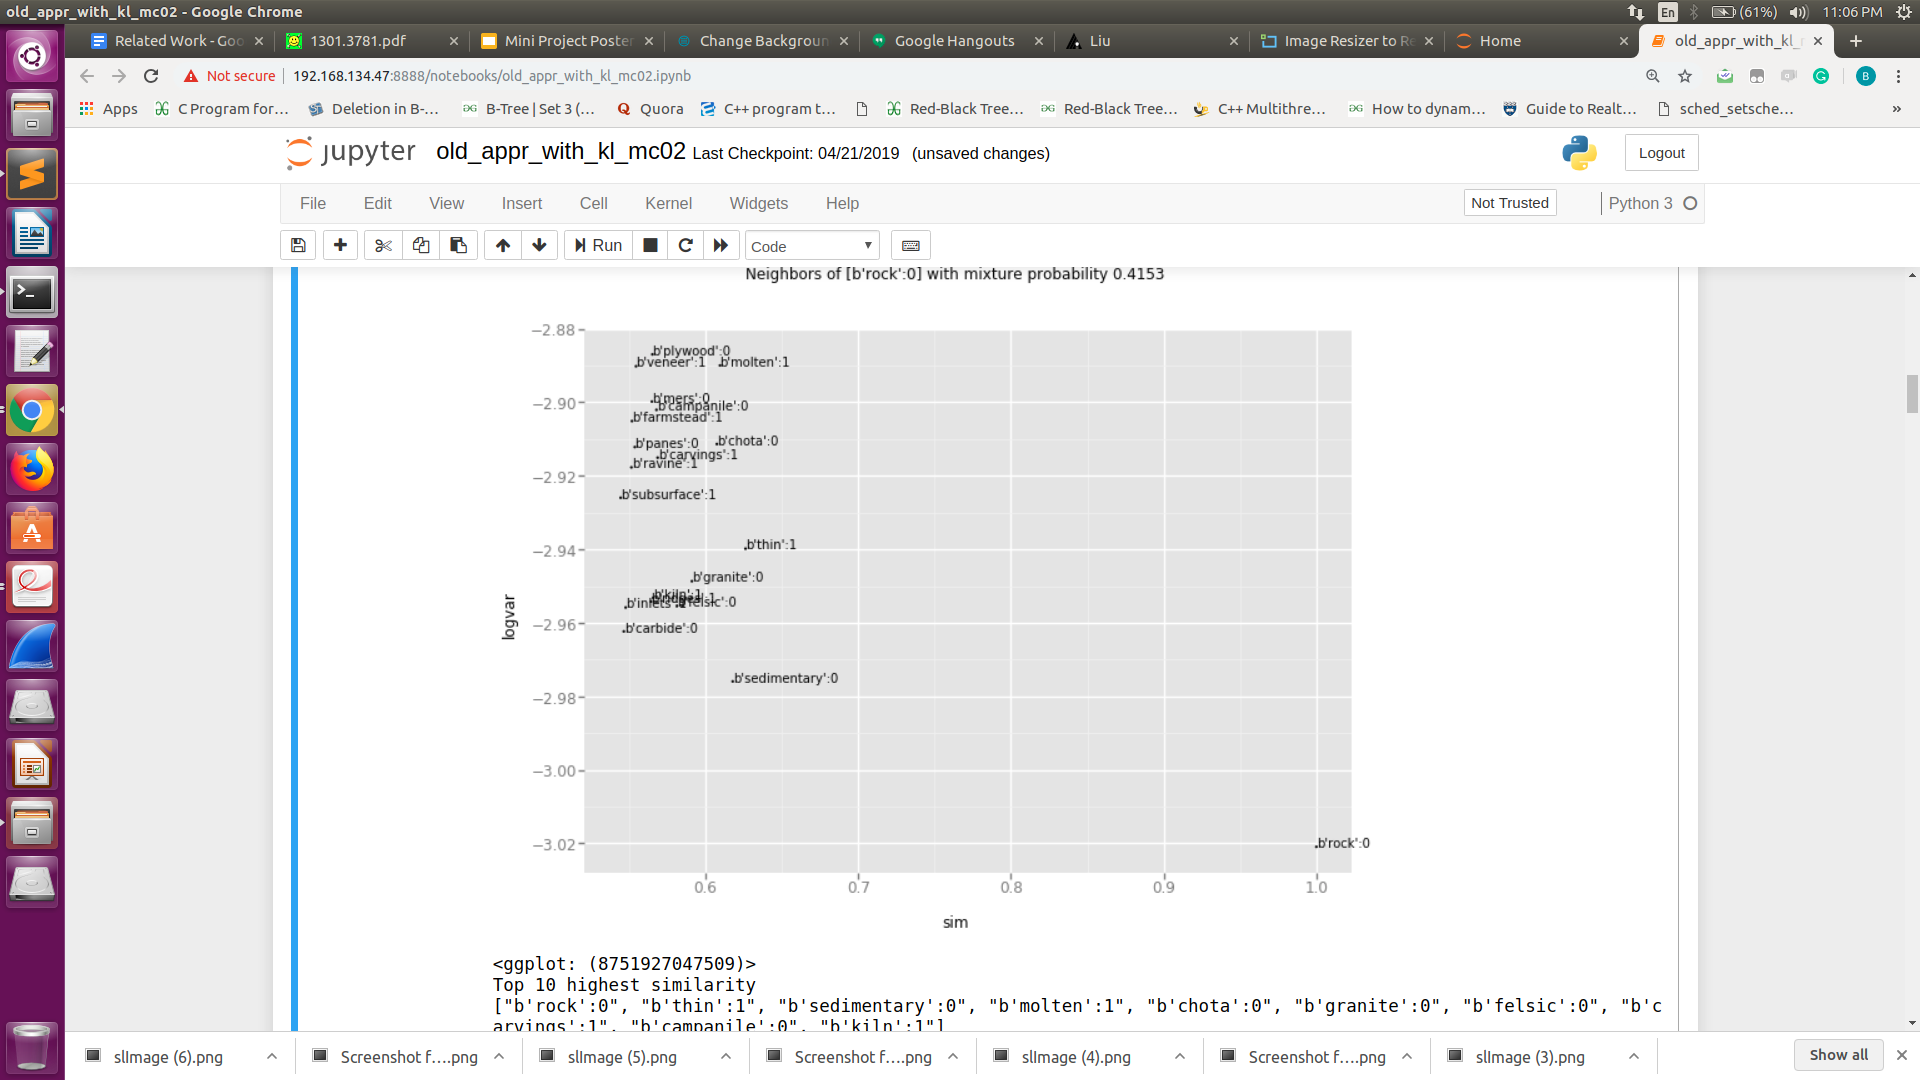 old_appr_with_kl_mc02 - Google Chrome
En (61%) 11:06 PM
Related Work - Goo
1301.3781.pdf
Mini Project Poster
Change Backgroun
Google Hangouts
Liu
Image Resizer to Re
Home
old_appr_with_kl_
Not secure 192.168.134.47:8888/notebooks/old_appr_with_kl_mc02.ipynb
B
Apps
C Program for...
Deletion in B-...
B-Tree | Set 3 (...
Quora
C++ program t...
Red-Black Tree...
Red-Black Tree...
C++ Multithre...
How to dynam...
Guide to Realt...
sched_setsche...
»
jupyter old_appr_with_kl_mc02 Last Checkpoint: 04/21/2019 (unsaved changes)
Logout
File Edit View Insert Cell Kernel Widgets Help
Not Trusted Python 3
Run
Code
Neighbors of [b'rock':0] with mixture probability 0.4153
−2.88
b'plywood':0
b'veneer':1 b'molten':1
b'mers':0
−2.90
b'campanile':0
b'farmstead':1
b'panes':0 b'chota':0
b'carvings':1
b'ravine':1
−2.92
b'subsurface':1
−2.94
b'thin':1
b'granite':0
b'kiln':1
b'inlets felsic':0
−2.96
b'carbide':0
b'sedimentary':0
−2.98
−3.00
−3.02
b'rock':0
logvar
0.6 0.7 0.8 0.9 1.0
sim
<ggplot: (8751927047509)>
Top 10 highest similarity
["b'rock':0", "b'thin':1", "b'sedimentary':0", "b'molten':1", "b'chota':0", "b'granite':0", "b'felsic':0", "b'c
arvings':1", "b'campanile':0", "b'kiln':1"]
slImage (6).png
Screenshot f....png
slImage (5).png
Screenshot f....png
slImage (4).png
Screenshot f....png
slImage (3).png
Show all